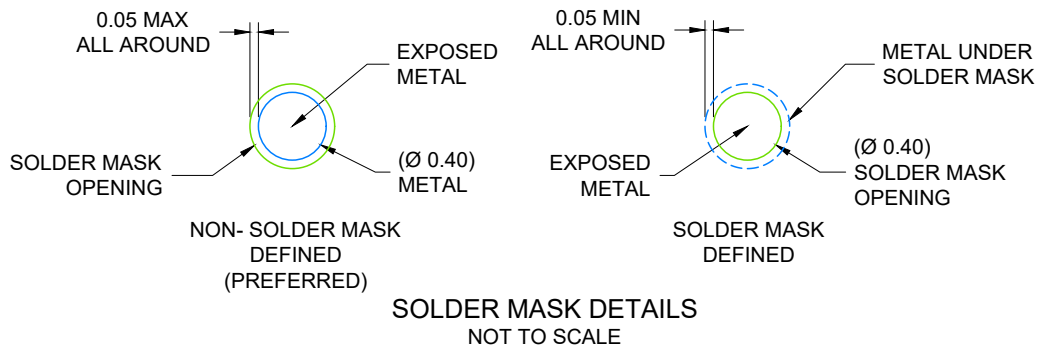 0.05 MAX
ALL AROUND
EXPOSED
METAL
SOLDER MASK
OPENING
(Ø 0.40)
METAL
NON- SOLDER MASK
DEFINED
(PREFERRED)
0.05 MIN
ALL AROUND
METAL UNDER
SOLDER MASK
EXPOSED
METAL
(Ø 0.40)
SOLDER MASK
OPENING
SOLDER MASK
DEFINED
SOLDER MASK DETAILS
NOT TO SCALE